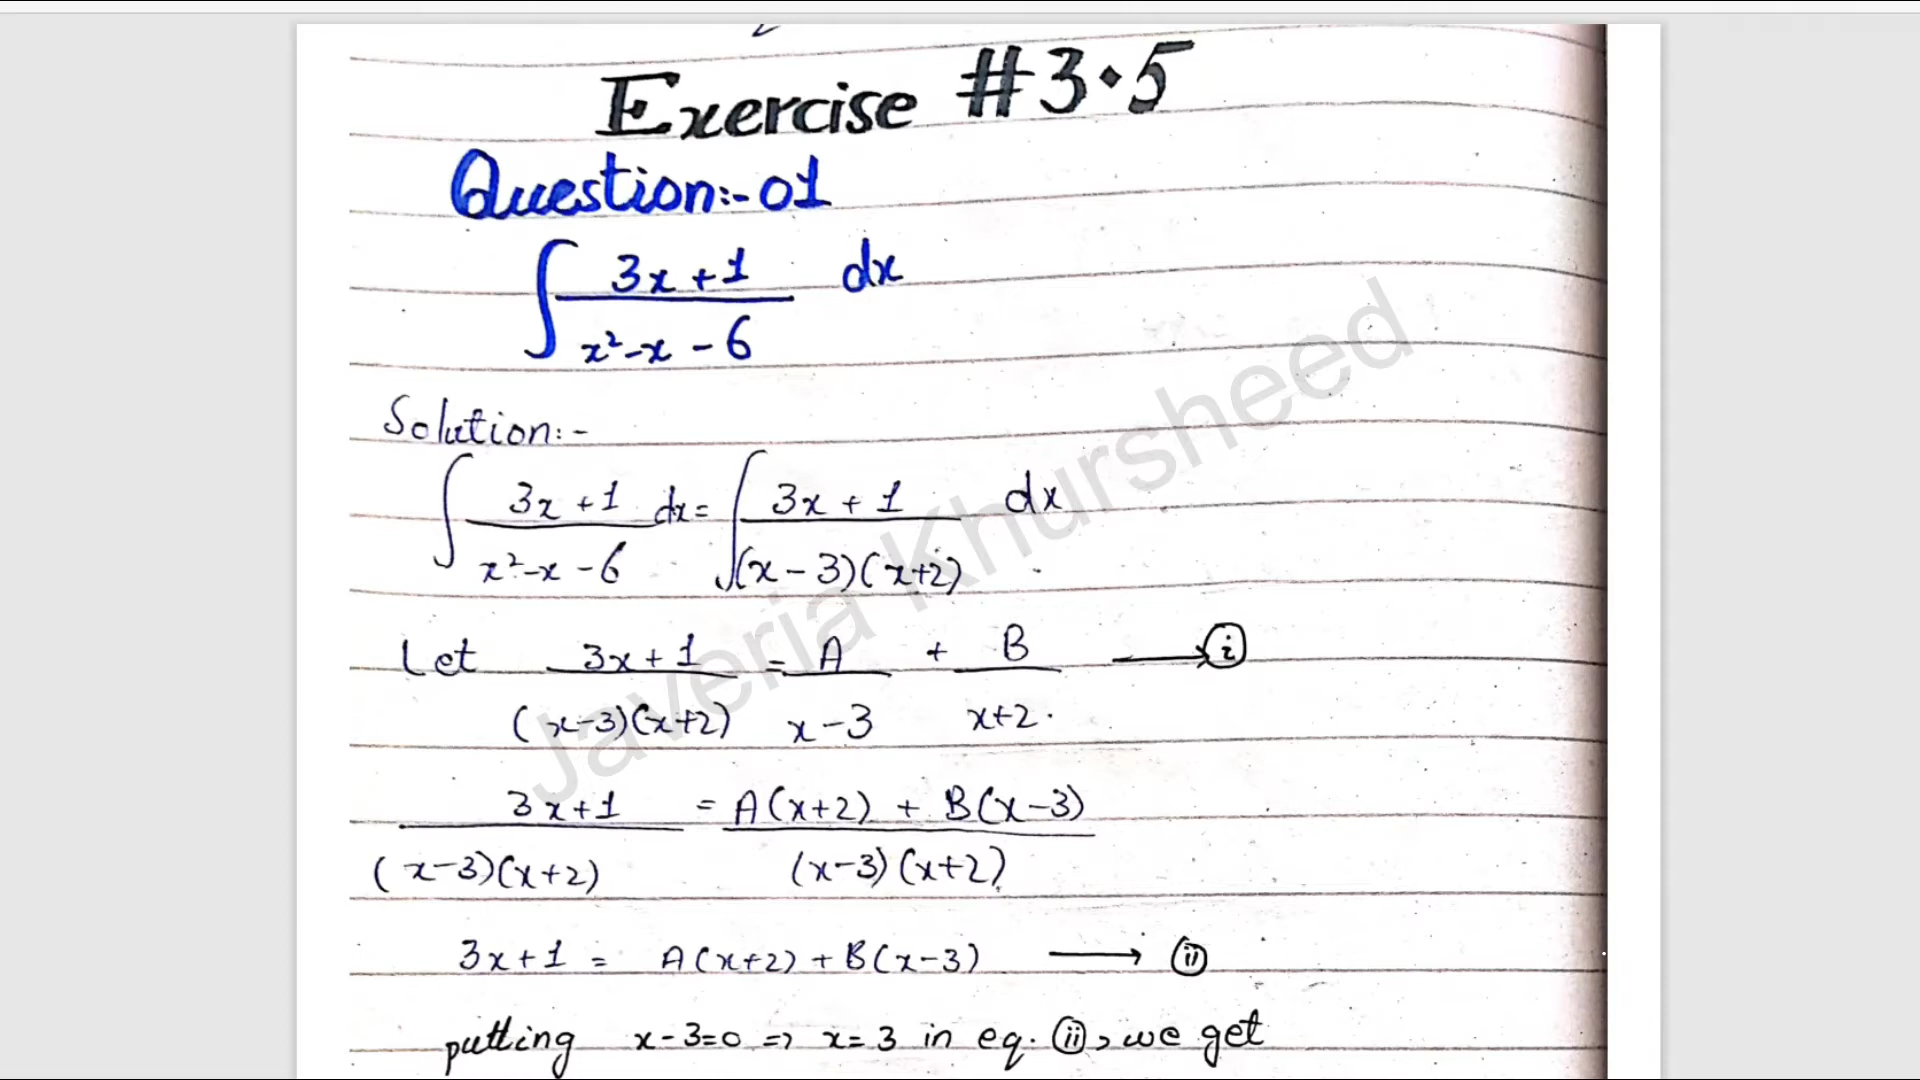 Exercise #3.5
Question:-01
∫ 3x+1 / x²-x-6 dx
Solution:-
∫ 3x+1 / x²-x-6 dx = ∫ 3x+1 / (x-3)(x+2) dx
Let 3x+1 / (x-3)(x+2) = A / x-3 + B / x+2. → (i)
3x+1 / (x-3)(x+2) = A(x+2) + B(x-3) / (x-3)(x+2)
3x+1 = A(x+2) + B(x-3) → (ii)
putting x-3=0 => x=3 in eq. (ii), we get
Javeria Khursheed